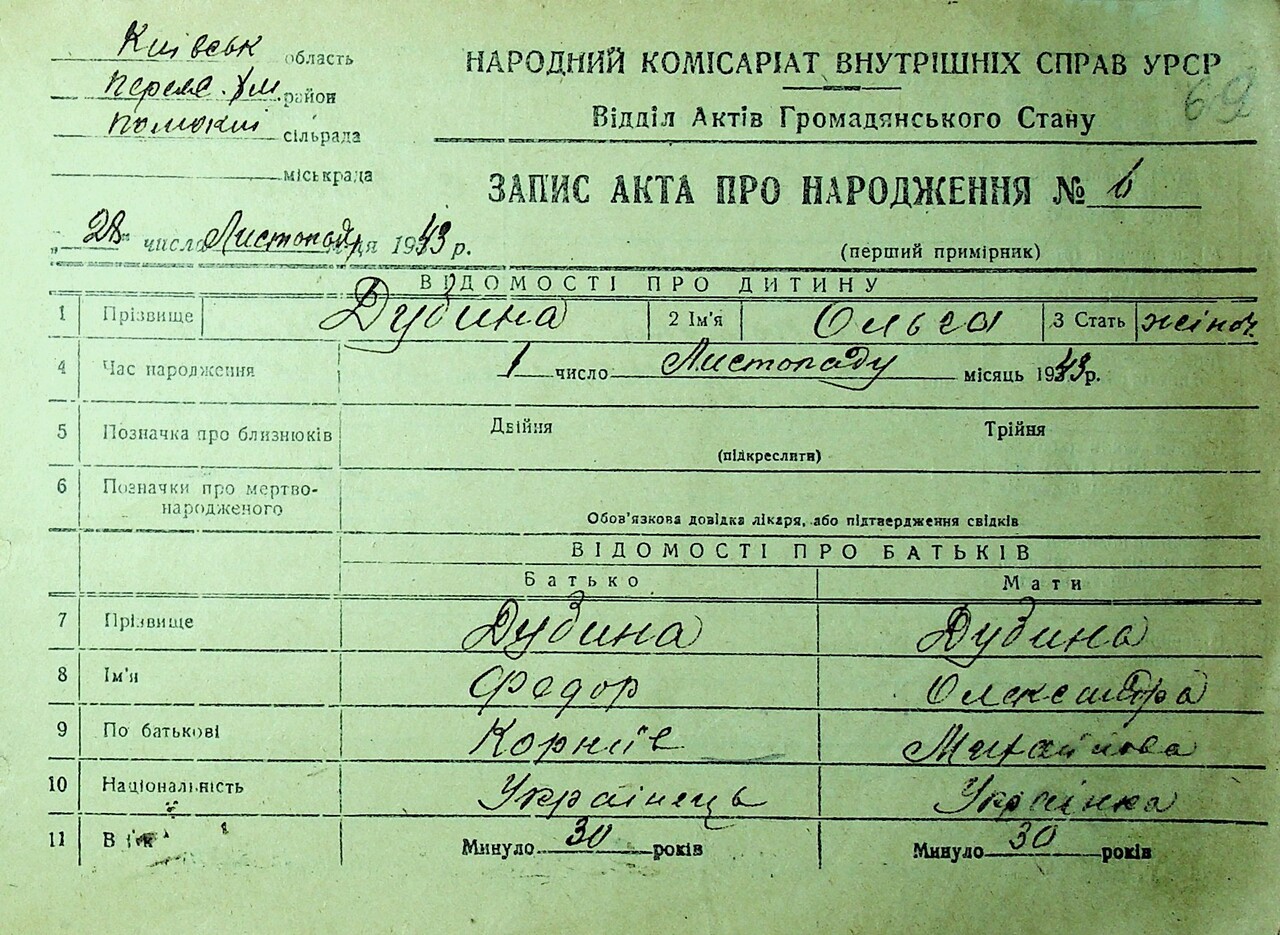 Київськ область
Перея. Хм. район
Помокли сільрада
міськрада
НАРОДНИЙ КОМІСАРІАТ ВНУТРІШНІХ СПРАВ УРСР
69
Відділ Актів Громадянського Стану
ЗАПИС АКТА ПРО НАРОДЖЕННЯ № 6
„28“ числа Листопада ця 1943 р.
(перший примірник)
ВІДОМОСТІ ПРО ДИТИНУ
1 Прізвище Дубина 2 Ім'я Ольга 3 Стать жіноч.
4 Час народження 1 число Листопаду місяць 1943 р.
5 Позначка про близнюків Двійня Трійня
(підкреслити)
6 Позначки про мертво-
народженого
Обов'язкова довідка лікаря, або підтвердження свідків
ВІДОМОСТІ ПРО БАТЬКІВ
Батько Мати
7 Прізвище Дубина Дубина
8 Ім'я Федор Олександра
9 По батькові Корніїв Михайлова
10 Національність Українець Українка
11 Вік Минуло 30 років Минуло 30 років